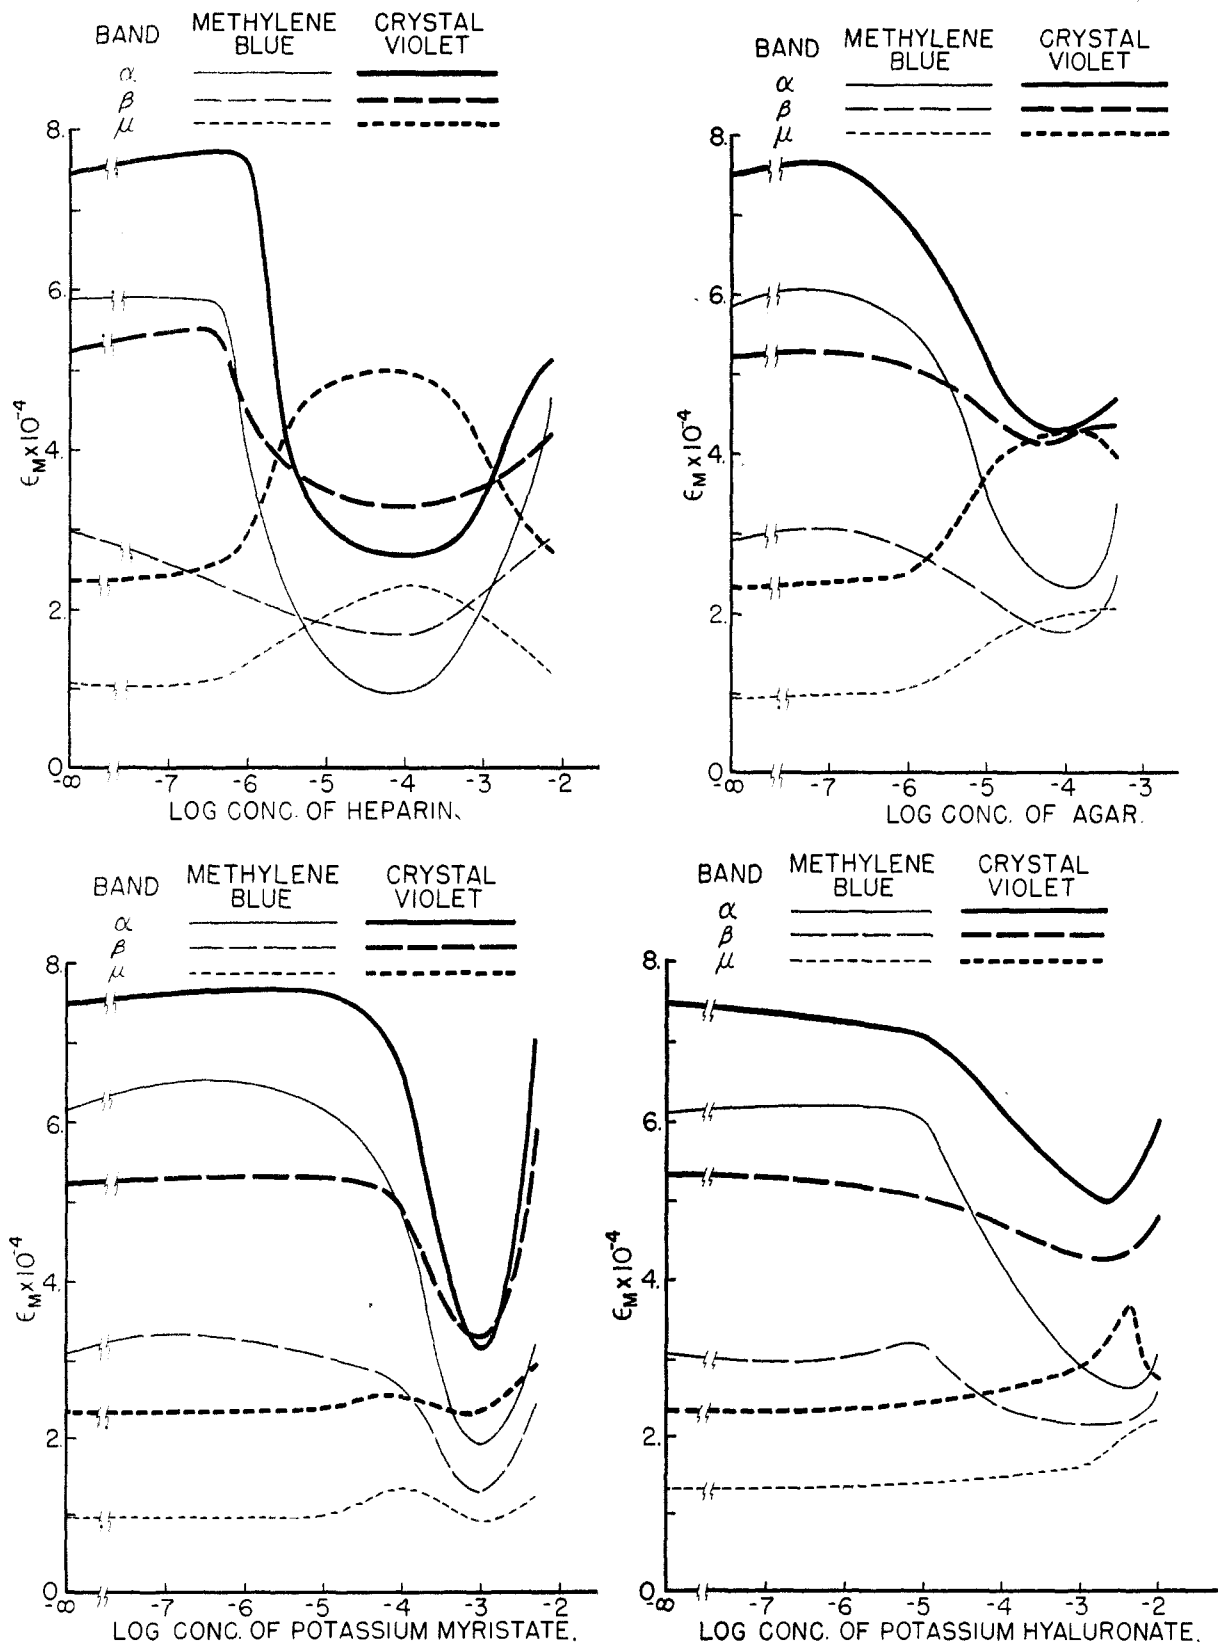 BAND METHYLENE BLUE CRYSTAL VIOLET
α
β
μ
8.
6.
4.
2.
0
ϵM×10⁻⁴
-∞ -7 -6 -5 -4 -3 -2
LOG CONC. OF HEPARIN.
BAND METHYLENE BLUE CRYSTAL VIOLET
α
β
μ
8.
6.
4.
2.
0
ϵM×10⁻⁴
-∞ -7 -6 -5 -4 -3
LOG CONC. OF AGAR.
BAND METHYLENE BLUE CRYSTAL VIOLET
α
β
μ
8.
6.
4.
2.
0
ϵM×10⁻⁴
-∞ -7 -6 -5 -4 -3 -2
LOG CONC. OF POTASSIUM MYRISTATE.
BAND METHYLENE BLUE CRYSTAL VIOLET
α
β
μ
8.
6.
4.
2.
0
ϵM×10⁻⁴
-∞ -7 -6 -5 -4 -3 -2
LOG CONC. OF POTASSIUM HYALURONATE.